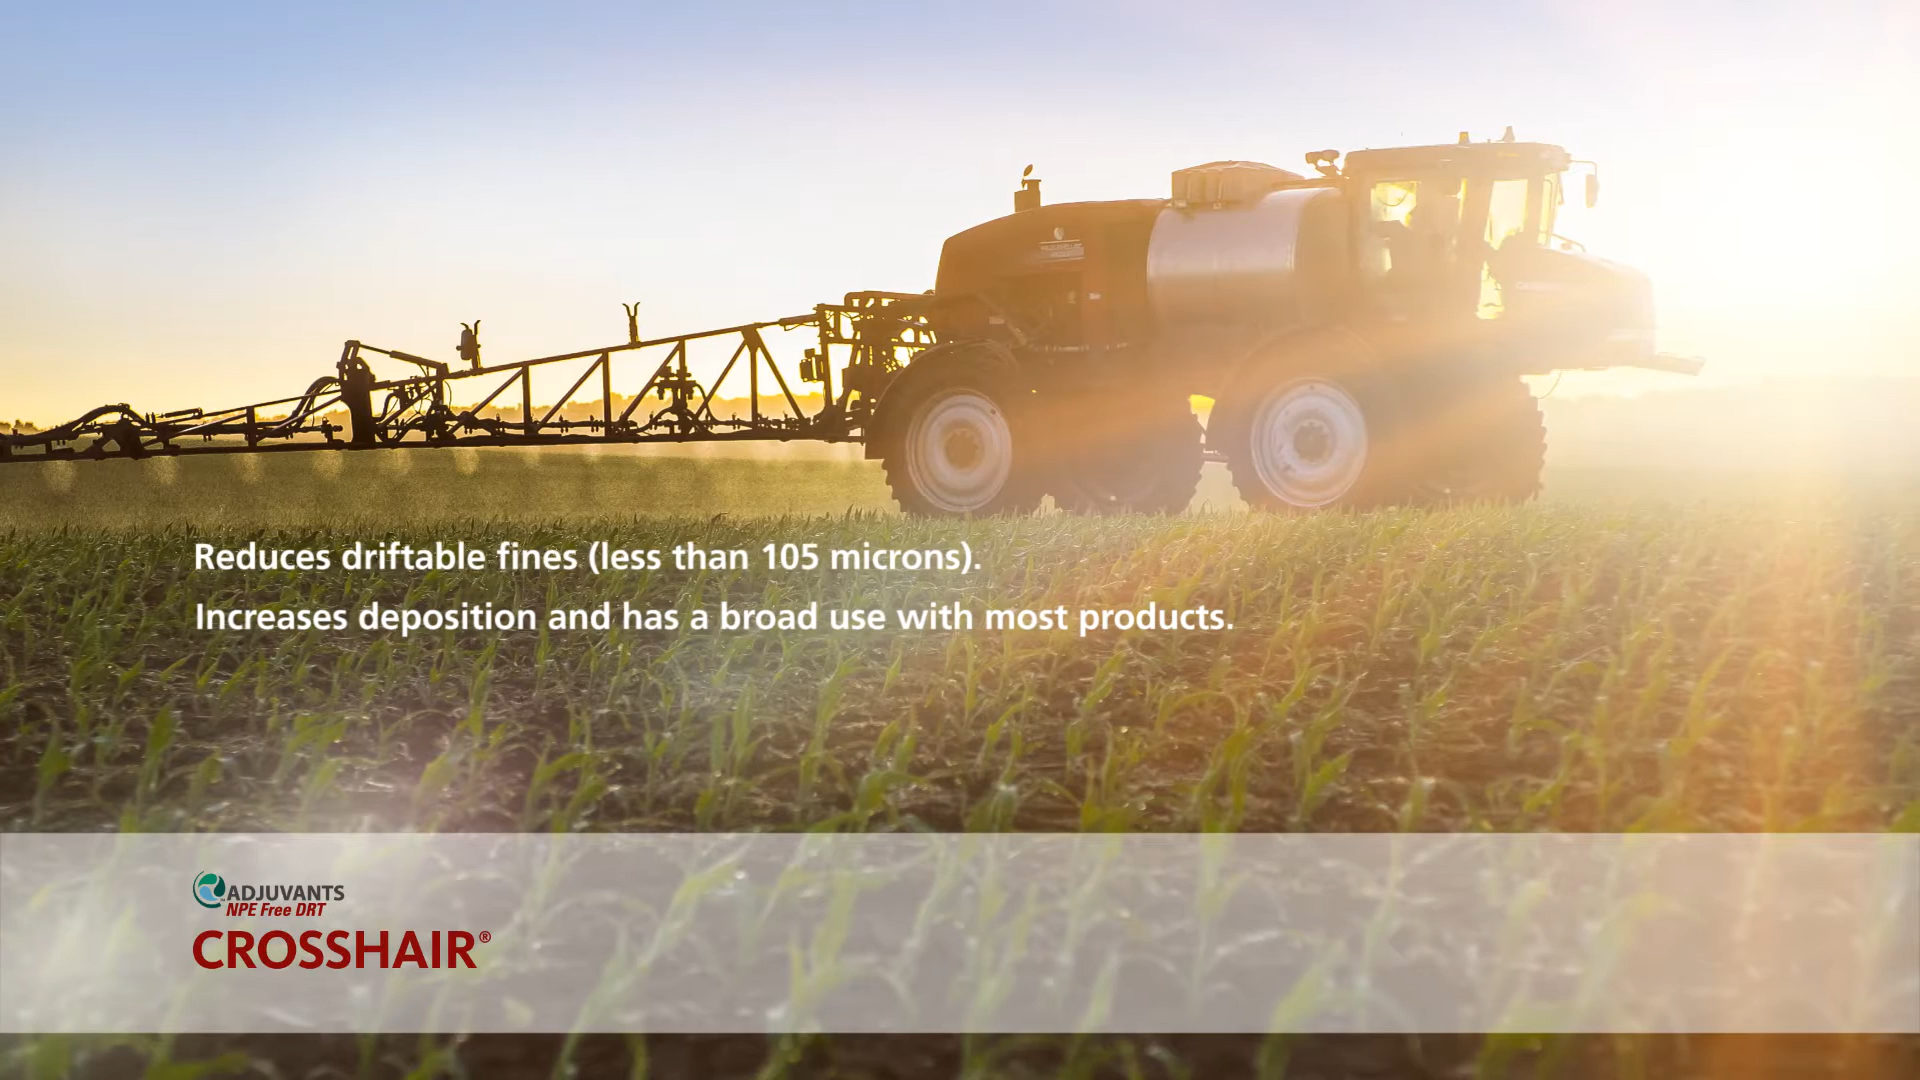 Reduces driftable fines (less than 105 microns).
Increases deposition and has a broad use with most products.
ADJUVANTS
NPE Free DRT
CROSSHAIR®